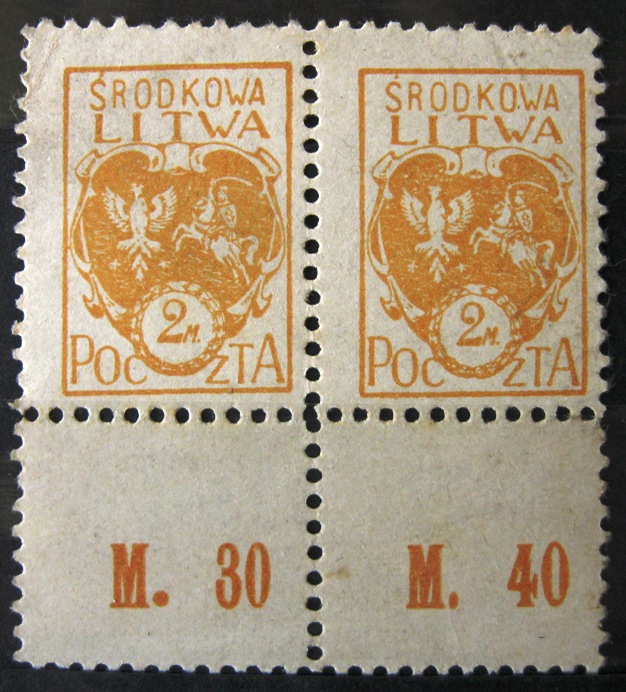 ŚRODKOWA
LITWA
2 M.
POCZTA
ŚRODKOWA
LITWA
2 M.
POCZTA
M. 30
M. 40